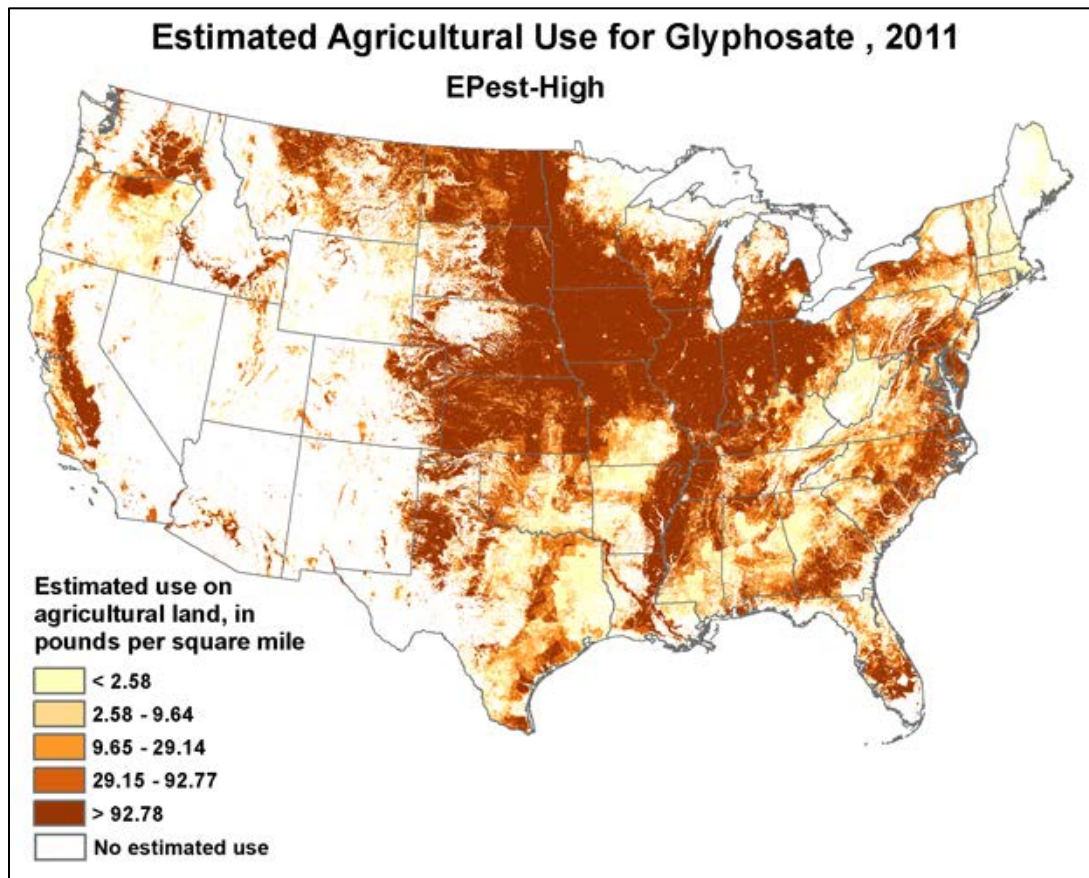 Estimated Agricultural Use for Glyphosate , 2011
EPest-High
Estimated use on
agricultural land, in
pounds per square mile
< 2.58
2.58 - 9.64
9.65 - 29.14
29.15 - 92.77
> 92.78
No estimated use